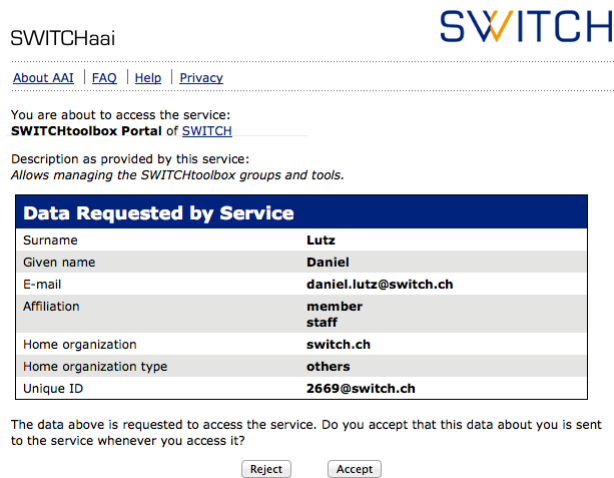 SWITCHaai
SWITCH
About AAI | FAQ | Help | Privacy
You are about to access the service:
SWITCHtoolbox Portal of SWITCH
Description as provided by this service:
Allows managing the SWITCHtoolbox groups and tools.
Data Requested by Service
Surname Lutz
Given name Daniel
E-mail daniel.lutz@switch.ch
Affiliation member
staff
Home organization switch.ch
Home organization type others
Unique ID 2669@switch.ch
The data above is requested to access the service. Do you accept that this data about you is sent
to the service whenever you access it?
Reject Accept